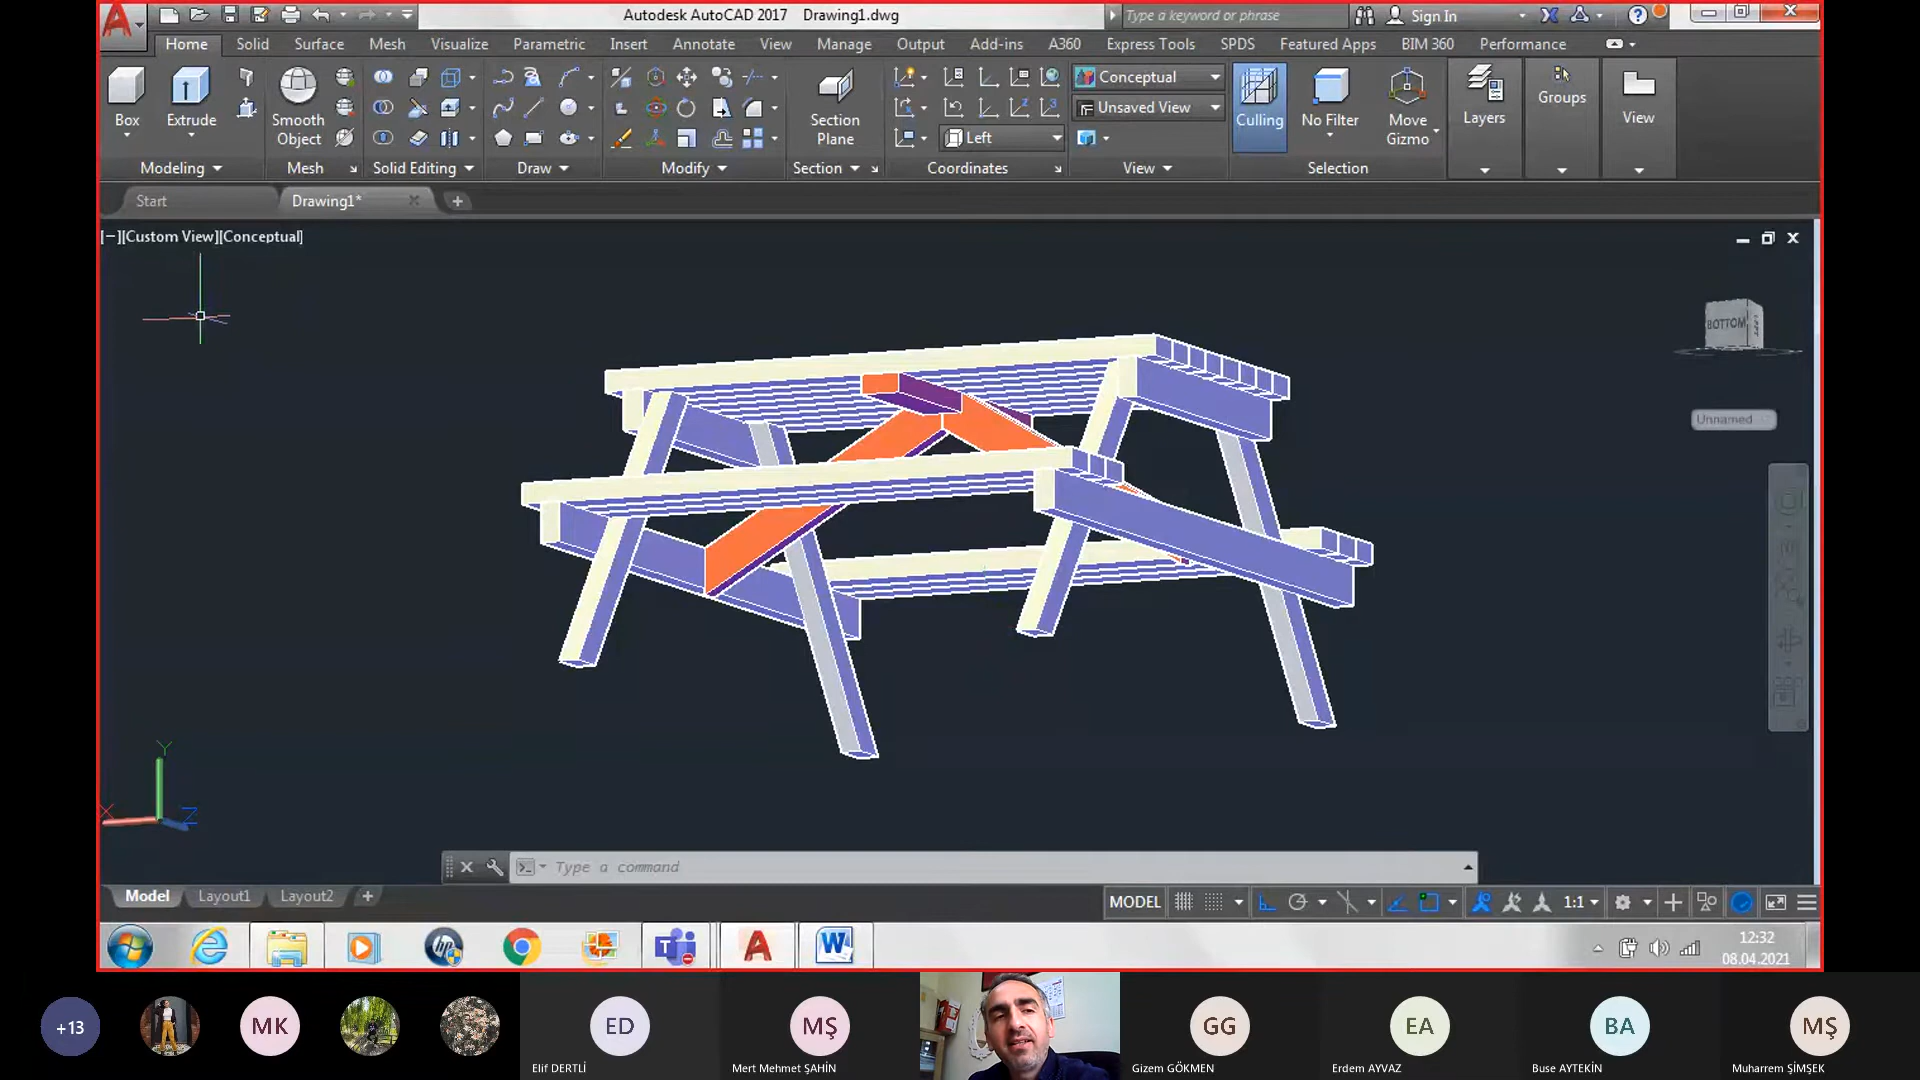 Autodesk AutoCAD 2017 Drawing1.dwg
Type a keyword or phrase
Sign In
Home Solid Surface Mesh Visualize Parametric Insert Annotate View Manage Output Add-ins A360 Express Tools SPDS Featured Apps BIM 360 Performance
Box
Extrude
Smooth Object
Section Plane
Left
Conceptual
Unsaved View
Culling
No Filter
Move Gizmo
Layers
Groups
View
Modeling Mesh Solid Editing Draw Modify Section Coordinates View Selection
Start
Drawing1*
[−][Custom View][Conceptual]
BOTTOM
LEFT
Unnamed
Y
X
Z
Type a command
Model Layout1 Layout2
MODEL
1:1
12:32
08.04.2021
+13
MK
ED
MŞ
GG
EA
BA
MŞ
Elif DERTLİ
Mert Mehmet ŞAHİN
Gizem GÖKMEN
Erdem AYVAZ
Buse AYTEKİN
Muharrem ŞİMŞEK